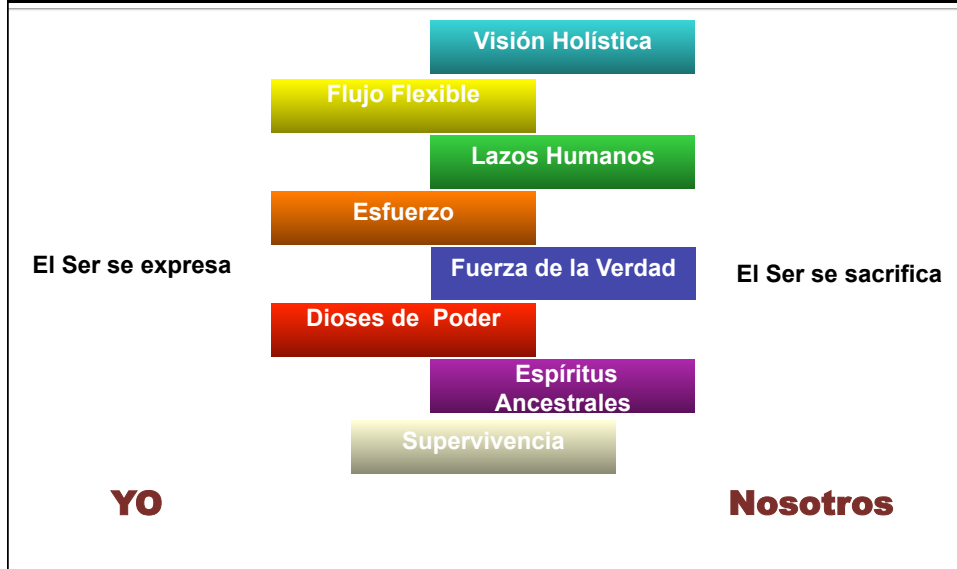 Visión Holística
Flujo Flexible
Lazos Humanos
Esfuerzo
El Ser se expresa
Fuerza de la Verdad
El Ser se sacrifica
Dioses de  Poder
Espíritus
Ancestrales
Supervivencia
YO
Nosotros